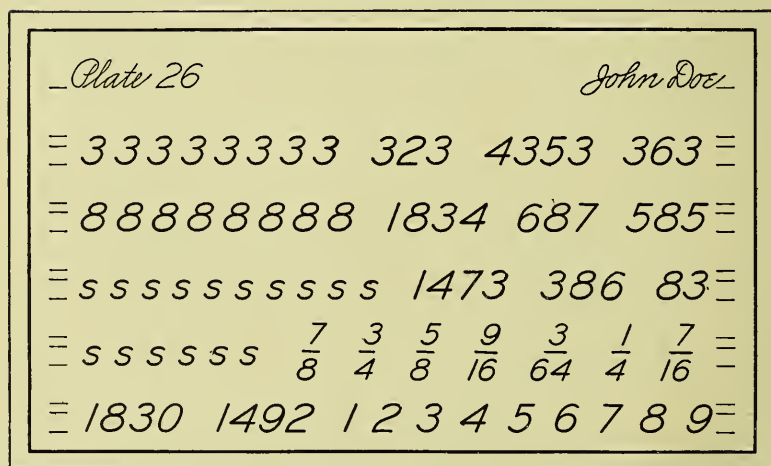 Plate 26 John Doe
33333333 323 4353 363
88888888 1834 687 585
s s s s s s s s s s 1473 386 83
s s s s s s 7/8 3/4 5/8 9/16 3/64 1/4 7/16
1830 1492 1 2 3 4 5 6 7 8 9